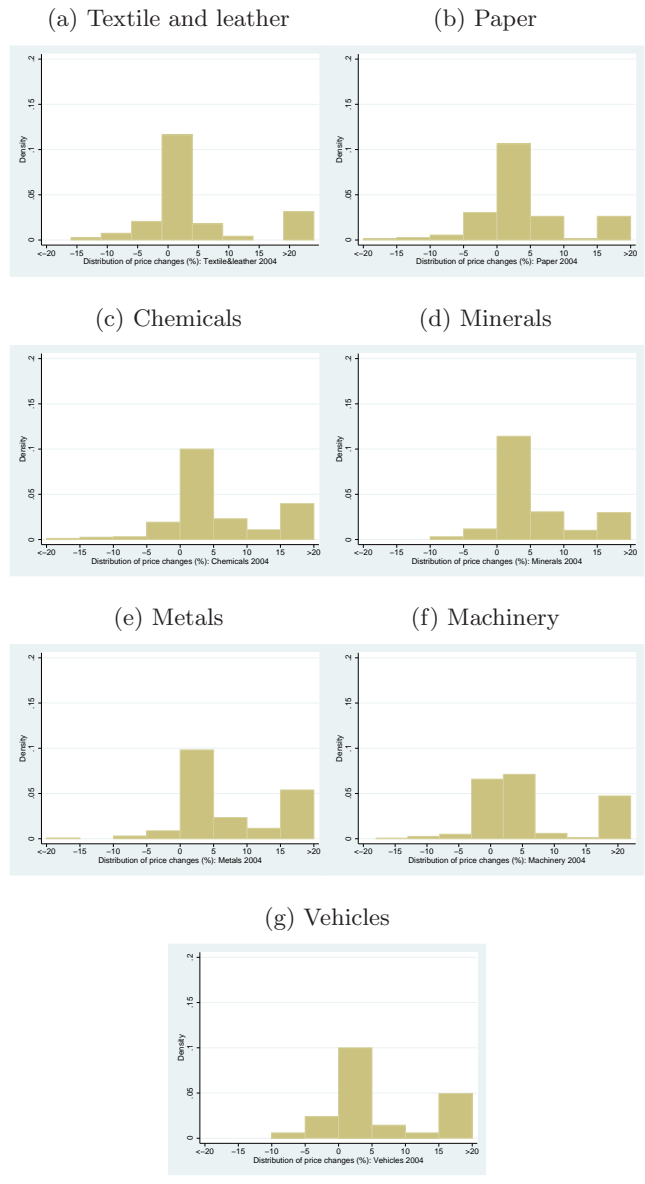 (a) Textile and leather
(b) Paper
Density
0 .05 .1 .15 .2
<−20 −15 −10 −5 0 5 10 15 >20
Distribution of price changes (%): Textile&leather 2004
Density
0 .05 .1 .15 .2
<−20 −15 −10 −5 0 5 10 15 >20
Distribution of price changes (%): Paper 2004
(c) Chemicals
(d) Minerals
Density
0 .05 .1 .15 .2
<−20 −15 −10 −5 0 5 10 15 >20
Distribution of price changes (%): Chemicals 2004
Density
0 .05 .1 .15 .2
<−20 −15 −10 −5 0 5 10 15 >20
Distribution of price changes (%): Minerals 2004
(e) Metals
(f) Machinery
Density
0 .05 .1 .15 .2
<−20 −15 −10 −5 0 5 10 15 >20
Distribution of price changes (%): Metals 2004
Density
0 .05 .1 .15 .2
<−20 −15 −10 −5 0 5 10 15 >20
Distribution of price changes (%): Machinery 2004
(g) Vehicles
Density
0 .05 .1 .15 .2
<−20 −15 −10 −5 0 5 10 15 >20
Distribution of price changes (%): Vehicles 2004